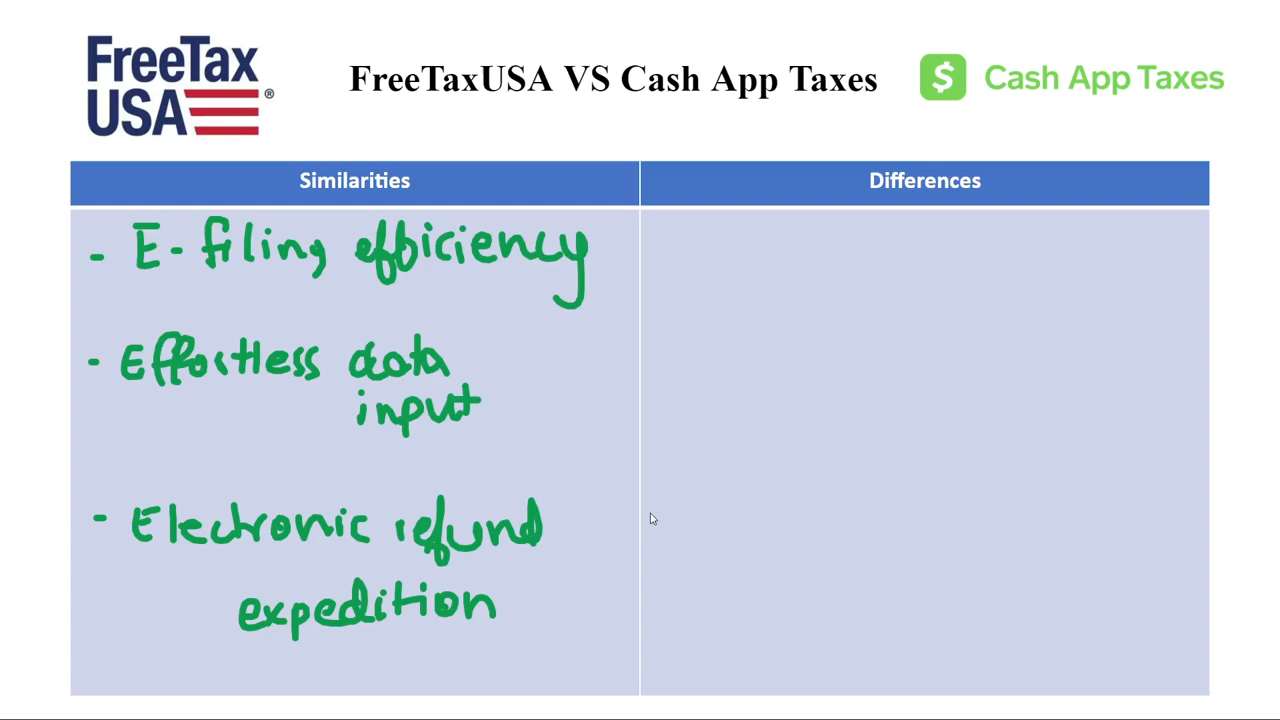 FreeTax
USA®
FreeTaxUSA VS Cash App Taxes
$ Cash App Taxes
Similarities
Differences
- E-filing efficiency
- Effortless data
input
- Electronic refund
expedition